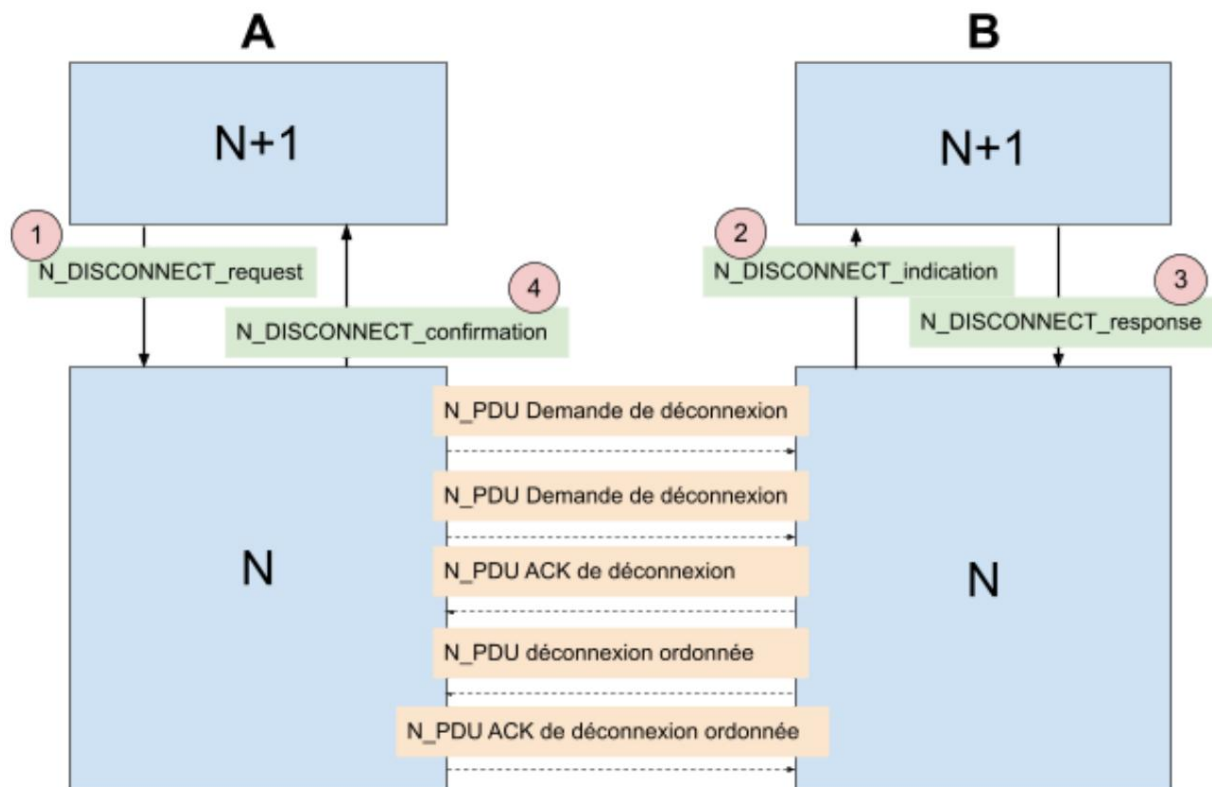 A
B
N+1
N+1
1
N_DISCONNECT_request
2
N_DISCONNECT_indication
4
N_DISCONNECT_confirmation
3
N_DISCONNECT_response
N_PDU Demande de déconnexion
N_PDU Demande de déconnexion
N
N
N_PDU ACK de déconnexion
N_PDU déconnexion ordonnée
N_PDU ACK de déconnexion ordonnée